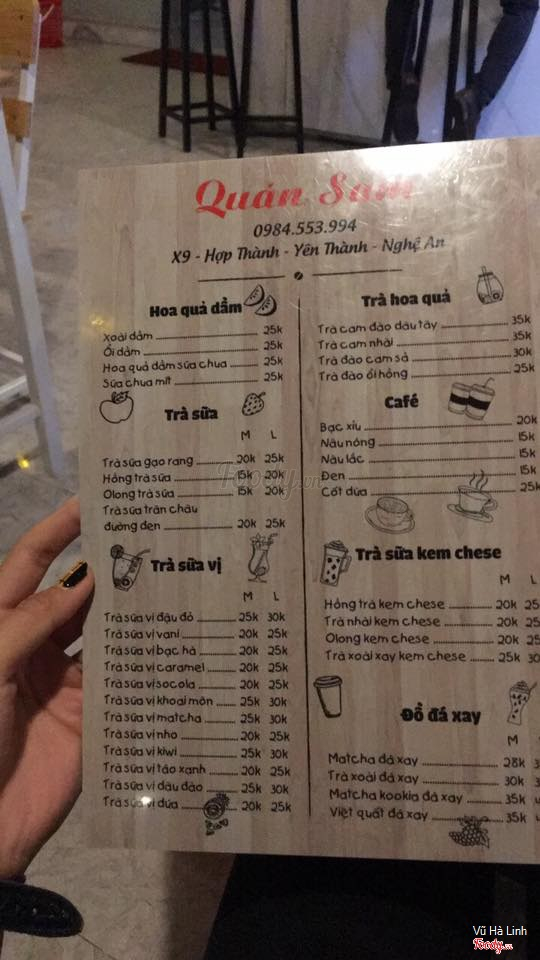 Quán Sam
0984.553.994
X9 - Hợp Thành - Yên Thành - Nghệ An
Hoa quả dầm
Xoài dầm 25k
Ổi dầm 25k
Hoa quả dầm sữa chua 25k
Sữa chua mít 25k
Trà sữa
M L
Trà sữa gạo rang 20k 25k
Hồng trà sữa 15k 20k
Olong trà sữa 15k 20k
Trà sữa trân châu
đường đen 20k 25k
Trà sữa vị
M L
Trà sữa vị đậu đỏ 25k 30k
Trà sữa vị vani 20k 25k
Trà sữa vị bạc hà 20k 25k
Trà sữa vị caramel 20k 25k
Trà sữa vị socola 20k 25k
Trà sữa vị khoai môn 25k 30k
Trà sữa vị matcha 25k 30k
Trà sữa vị nho 20k 25k
Trà sữa vị kiwi 25k 30k
Trà sữa vị táo xanh 20k 25k
Trà sữa vị dâu đào 25k 30k
Trà sữa vị dứa 20k 25k
Trà hoa quả
Trà cam đào dâu tây 35k
Trà cam nhài 35k
Trà đào cam sả 30k
Trà đào ổi hồng 25k
Café
Bạc xỉu 20k
Nâu nóng 15k
Nâu lắc 15k
Đen 15k
Cốt dừa 25k
Trà sữa kem chese
M
Hồng trà kem chese 20k 25
Trà nhài kem chese 20k 25
Olong kem chese 20k 25
Trà xoài xay kem chese 25k 30
Đồ đá xay
M
Matcha đá xay 28k
Trà xoài đá xay 30k
Matcha kookia đá xay 35k
Việt quất đá xay 35k
Foody.vn
Vũ Hà Linh
Foody.vn